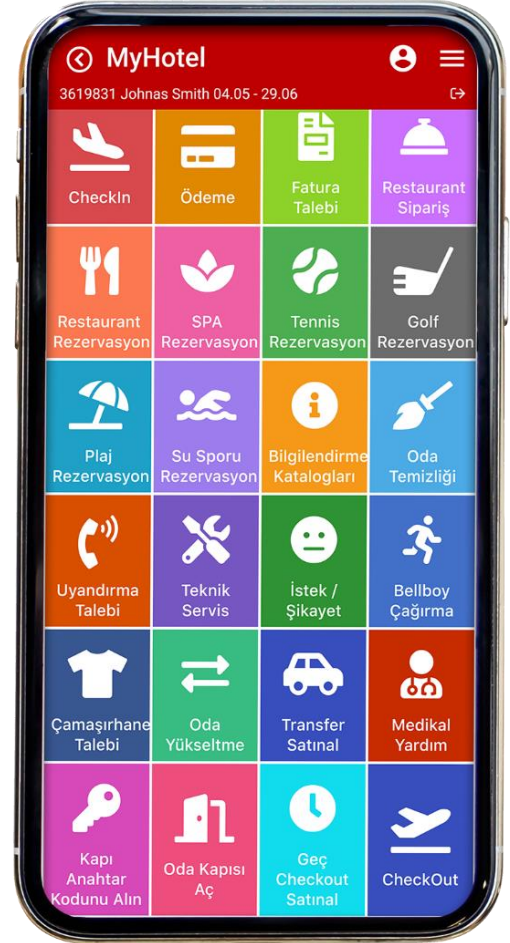 MyHotel
3619831 Johnas Smith 04.05 - 29.06
CheckIn
Ödeme
Fatura
Talebi
Restaurant
Sipariş
Restaurant
Rezervasyon
SPA
Rezervasyon
Tennis
Rezervasyon
Golf
Rezervasyon
Plaj
Rezervasyon
Su Sporu
Rezervasyon
Bilgilendirme
Katalogları
Oda
Temizliği
Uyandırma
Talebi
Teknik
Servis
İstek /
Şikayet
Bellboy
Çağırma
Çamaşırhane
Talebi
Oda
Yükseltme
Transfer
Satınal
Medikal
Yardım
Kapı
Anahtar
Kodunu Alın
Oda Kapısı
Aç
Geç
Checkout
Satınal
CheckOut